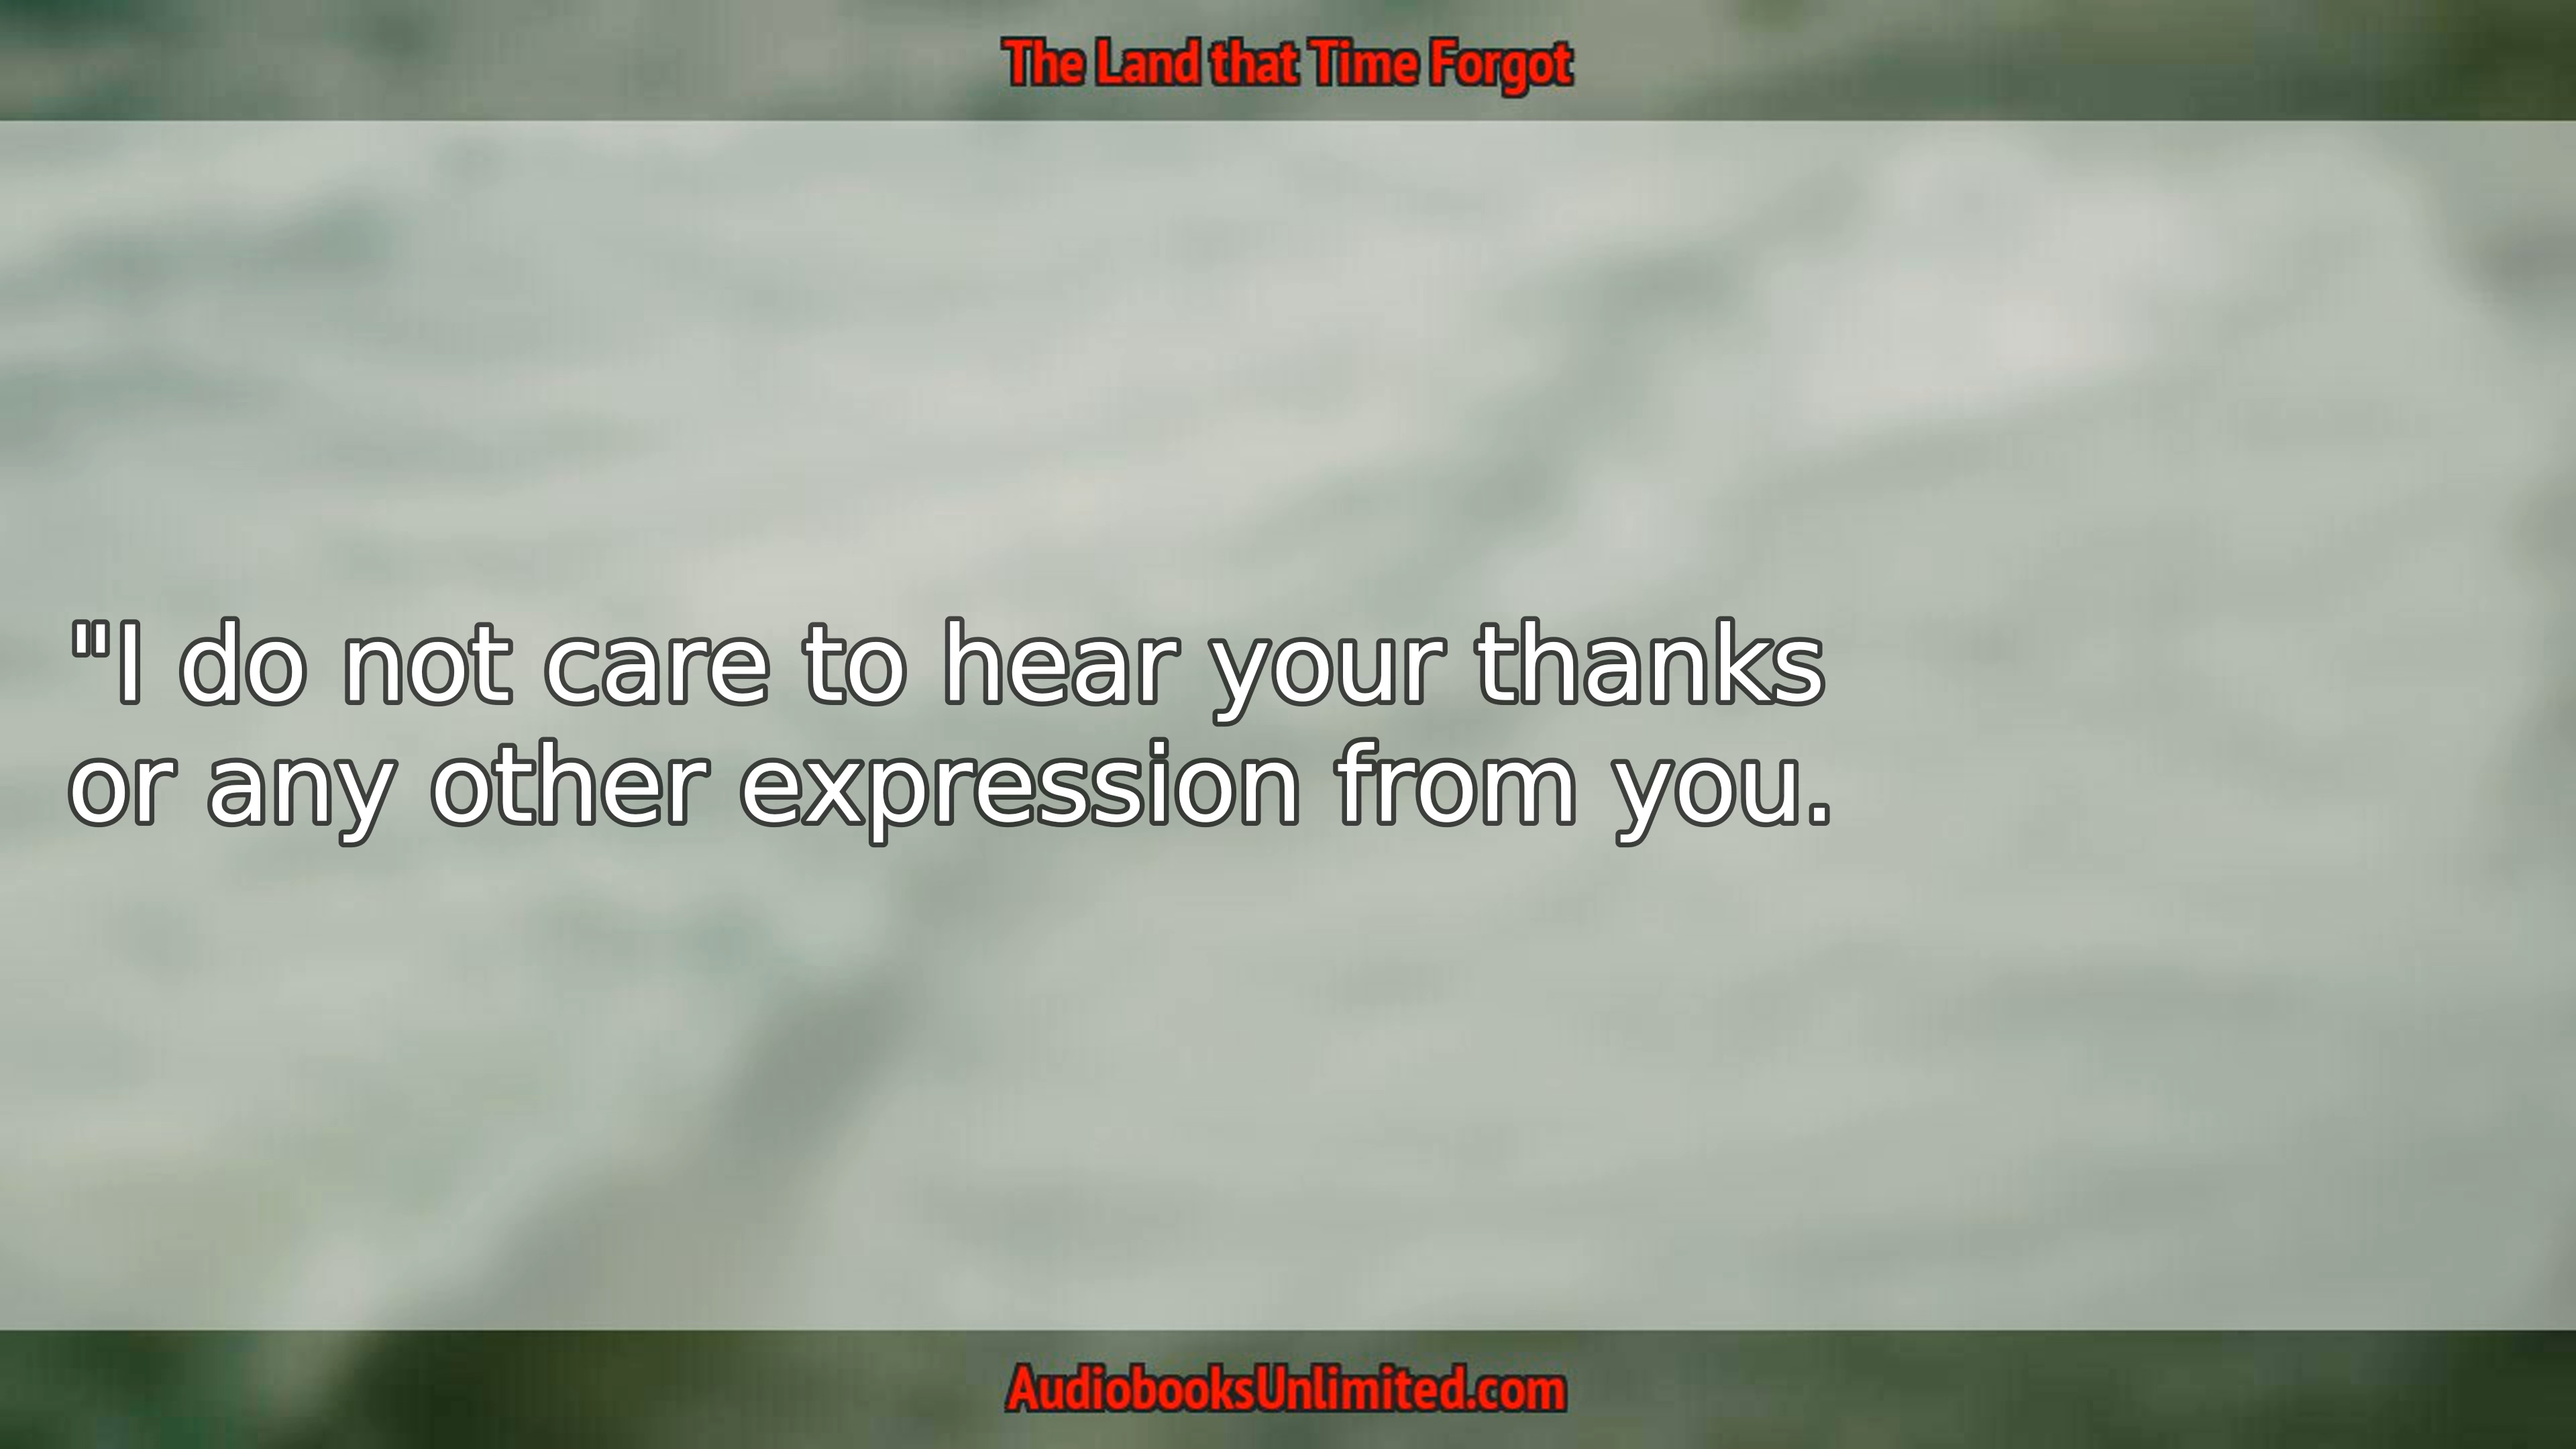 The Land that Time Forgot
"I do not care to hear your thanks
or any other expression from you.
AudiobooksUnlimited.com